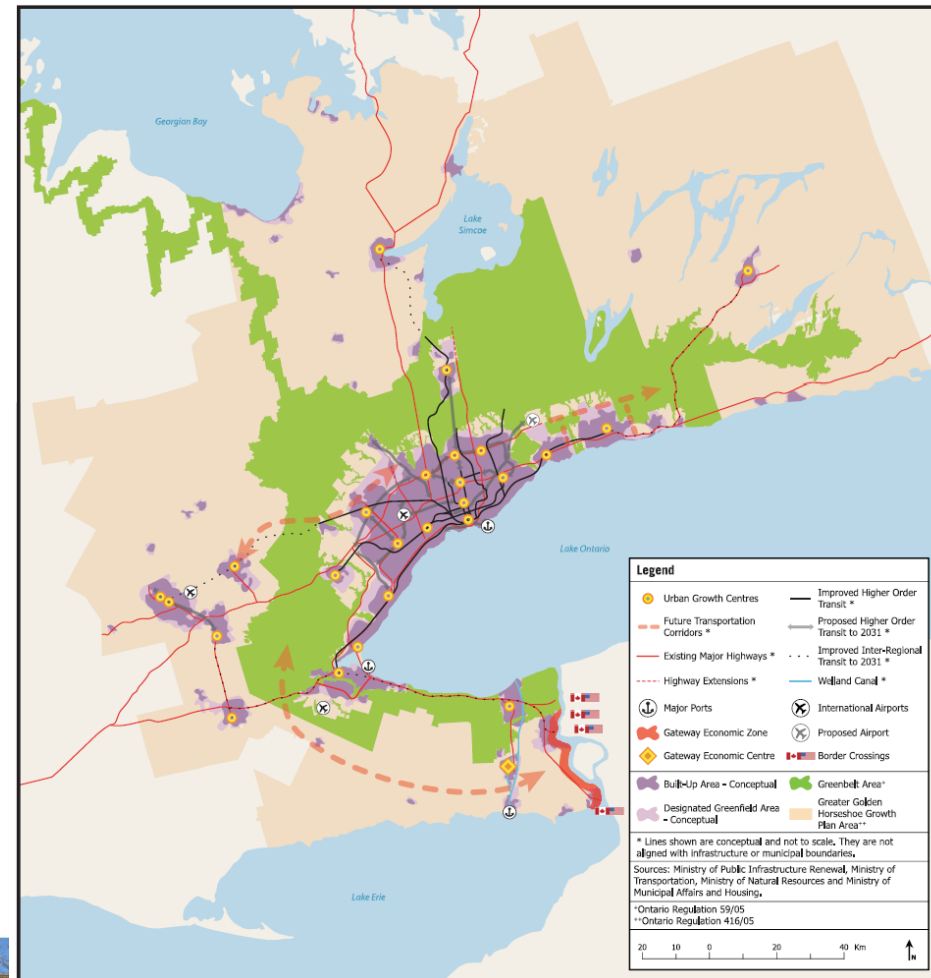 Georgian Bay
Lake
Simcoe
Lake Ontario
Lake Erie
Legend
Urban Growth Centres
Future Transportation
Corridors *
Existing Major Highways *
Highway Extensions *
Major Ports
Gateway Economic Zone
Gateway Economic Centre
Improved Higher Order
Transit *
Proposed Higher Order
Transit to 2031 *
Improved Inter-Regional
Transit to 2031 *
Welland Canal *
International Airports
Proposed Airport
Border Crossings
Built-Up Area - Conceptual
Designated Greenfield Area
- Conceptual
Greenbelt Area+
Greater Golden
Horseshoe Growth
Plan Area++
* Lines shown are conceptual and not to scale. They are not
aligned with infrastructure or municipal boundaries.
Sources: Ministry of Public Infrastructure Renewal, Ministry of
Transportation, Ministry of Natural Resources and Ministry of
Municipal Affairs and Housing.
+Ontario Regulation 59/05
++Ontario Regulation 416/05
20 10 0 20 40 Km
N